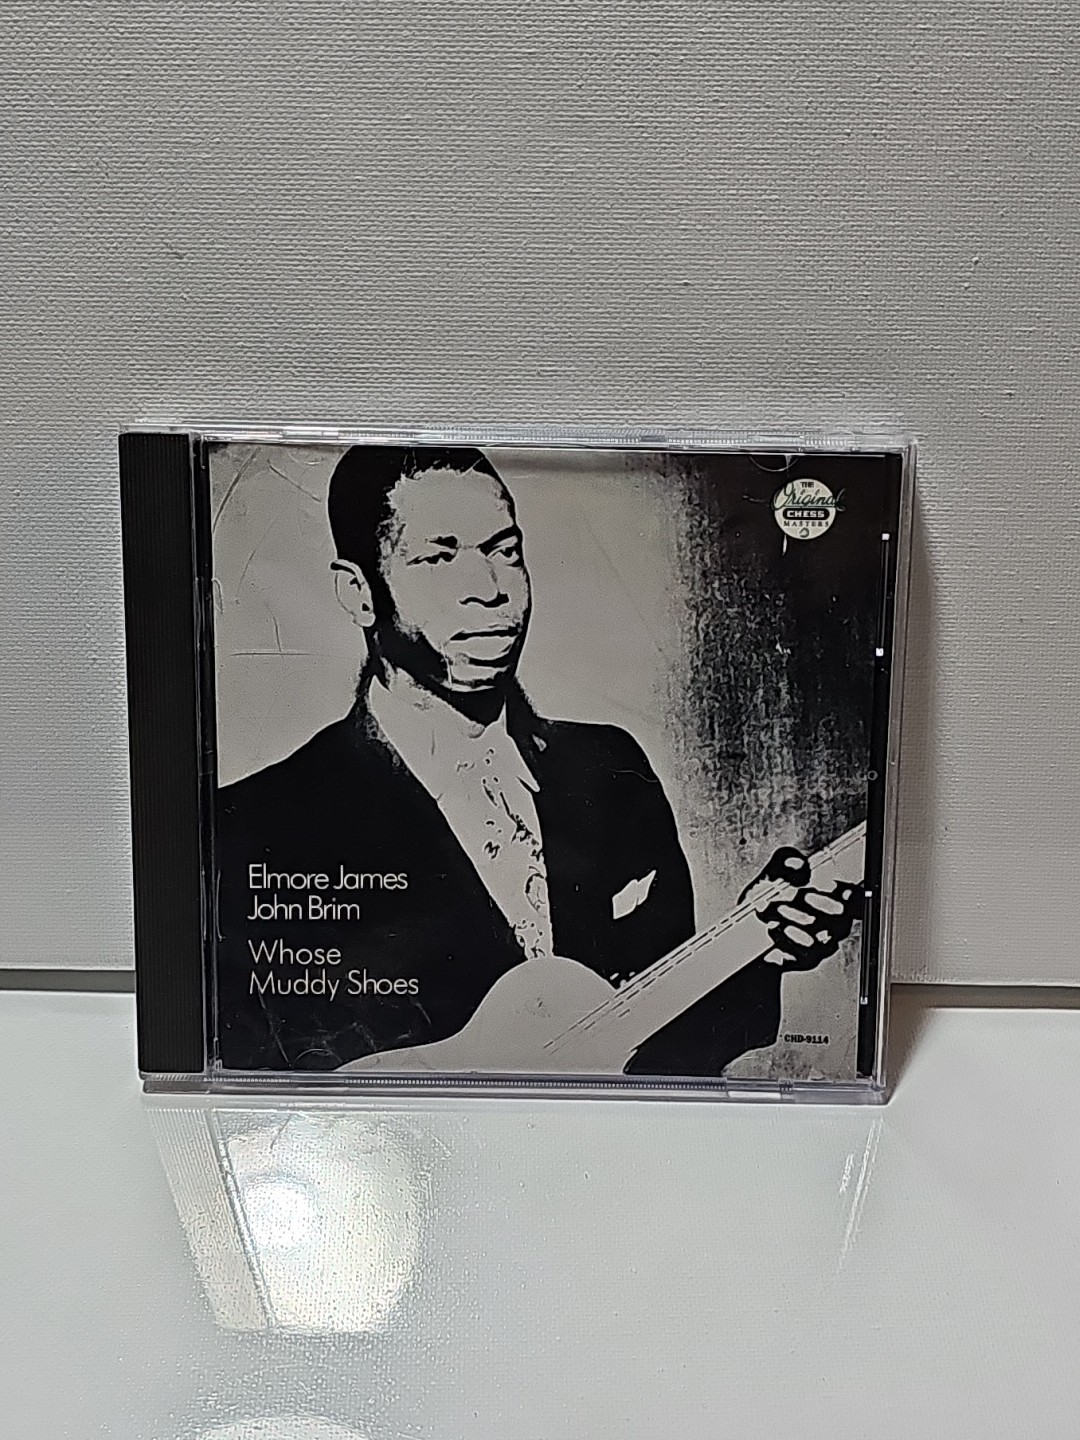 THE
Original
CHESS
MASTERS
Elmore James
John Brim
Whose
Muddy Shoes
CHD-9114